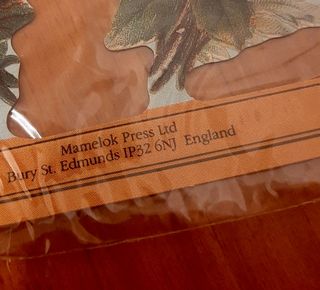 Mamelok Press Ltd
Bury St. Edmunds IP32 6NJ England